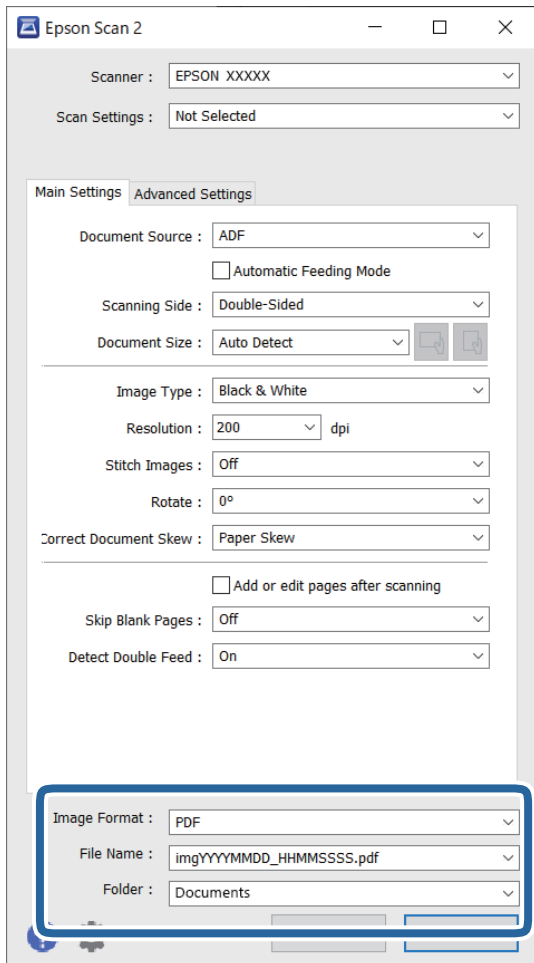 Epson Scan 2
Scanner : EPSON XXXXX
Scan Settings : Not Selected
Main Settings Advanced Settings
Document Source : ADF
Automatic Feeding Mode
Scanning Side : Double-Sided
Document Size : Auto Detect
Image Type : Black & White
Resolution : 200 dpi
Stitch Images : Off
Rotate : 0°
Correct Document Skew : Paper Skew
Add or edit pages after scanning
Skip Blank Pages : Off
Detect Double Feed : On
Image Format : PDF
File Name : imgYYYYMMDD_HHMMSSSS.pdf
Folder : Documents